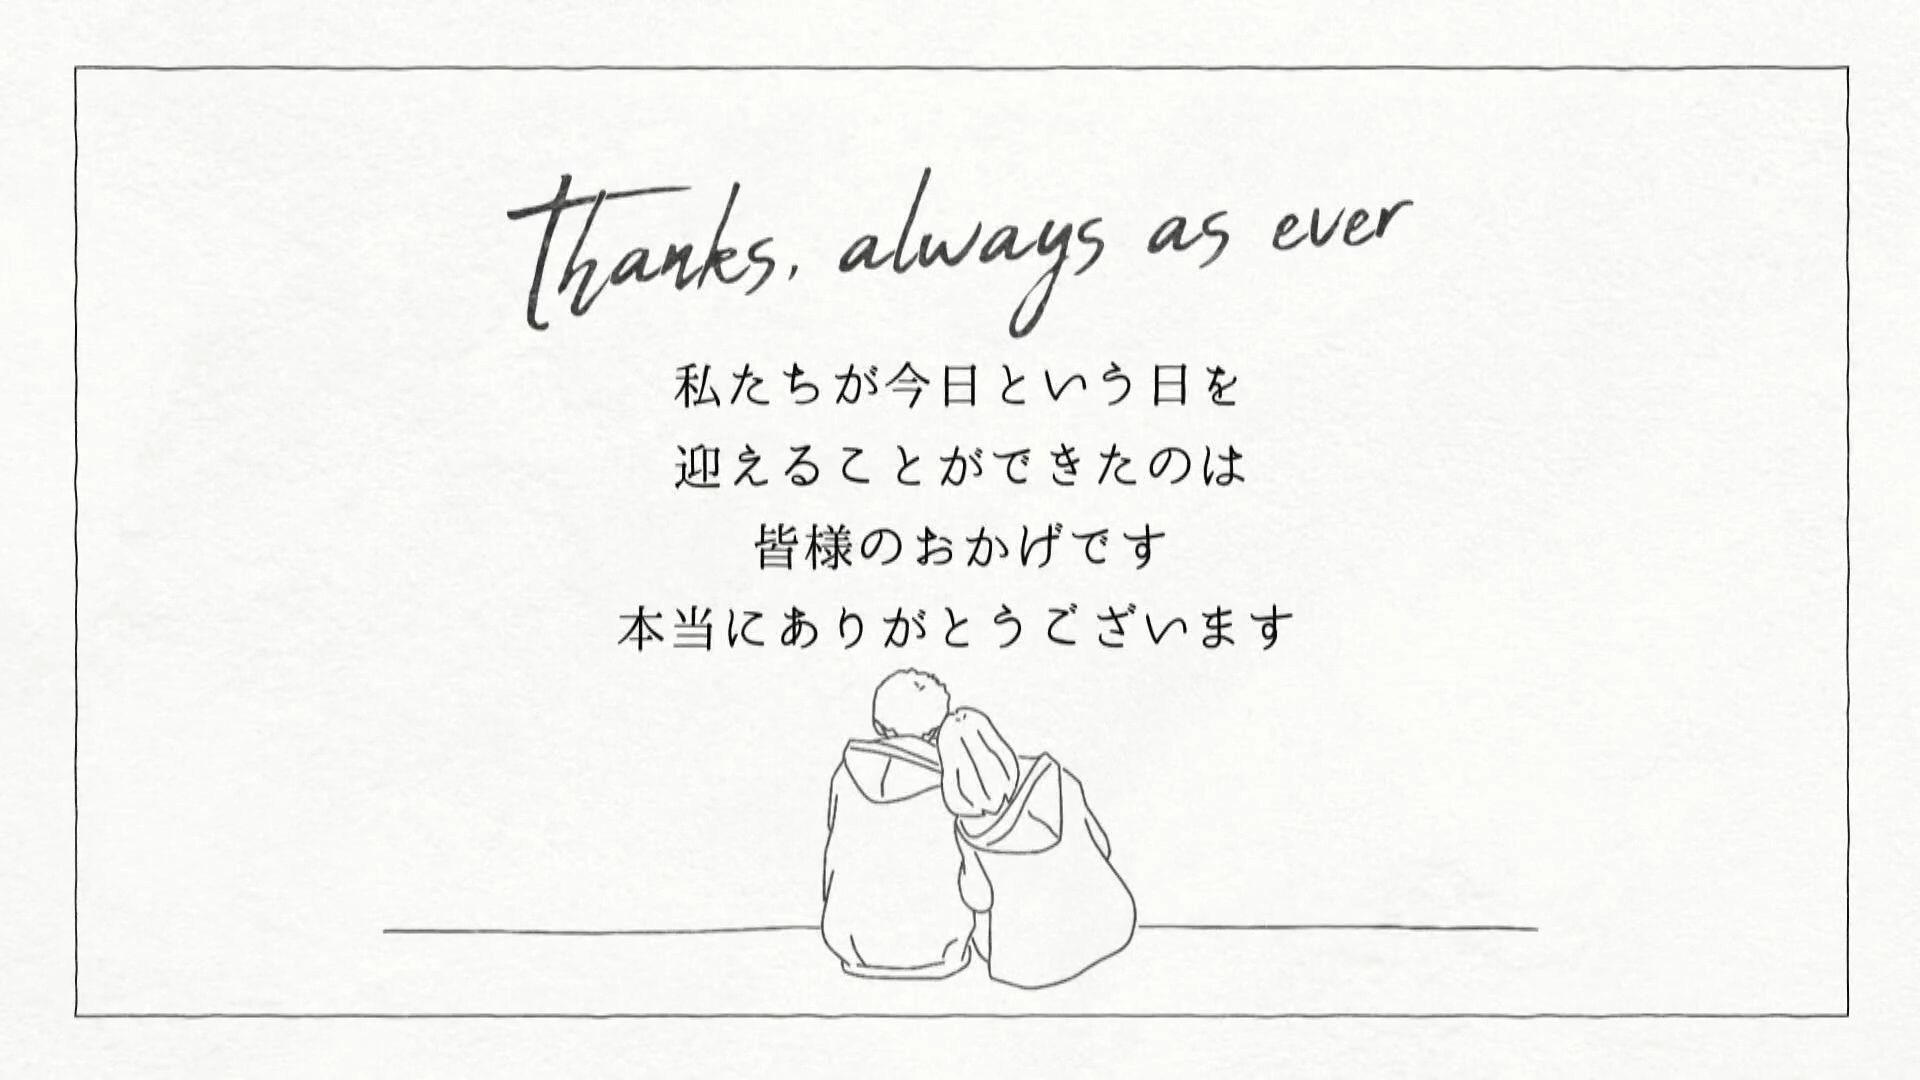 Thanks, always as ever
私たちが今日という日を
迎えることができたのは
皆様のおかげです
本当にありがとうございます